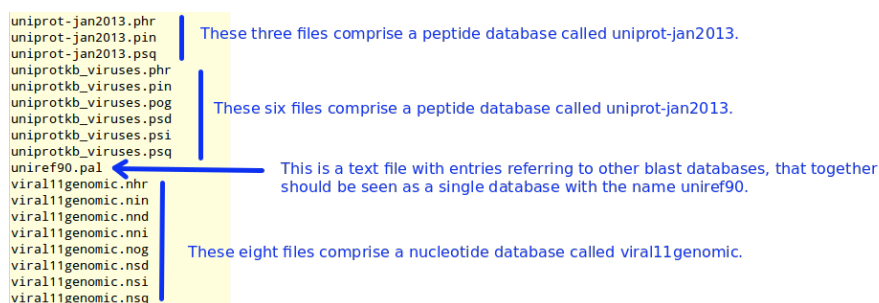 uniprot-jan2013.phr
uniprot-jan2013.pin
uniprot-jan2013.psq
These three files comprise a peptide database called uniprot-jan2013.
uniprotkb_viruses.phr
uniprotkb_viruses.pin
uniprotkb_viruses.pog
uniprotkb_viruses.psd
uniprotkb_viruses.psi
uniprotkb_viruses.psq
These six files comprise a peptide database called uniprot-jan2013.
uniref90.pal
This is a text file with entries referring to other blast databases, that together
should be seen as a single database with the name uniref90.
viral11genomic.nhr
viral11genomic.nin
viral11genomic.nnd
viral11genomic.nni
viral11genomic.nog
viral11genomic.nsd
viral11genomic.nsi
viral11genomic.nsq
These eight files comprise a nucleotide database called viral11genomic.